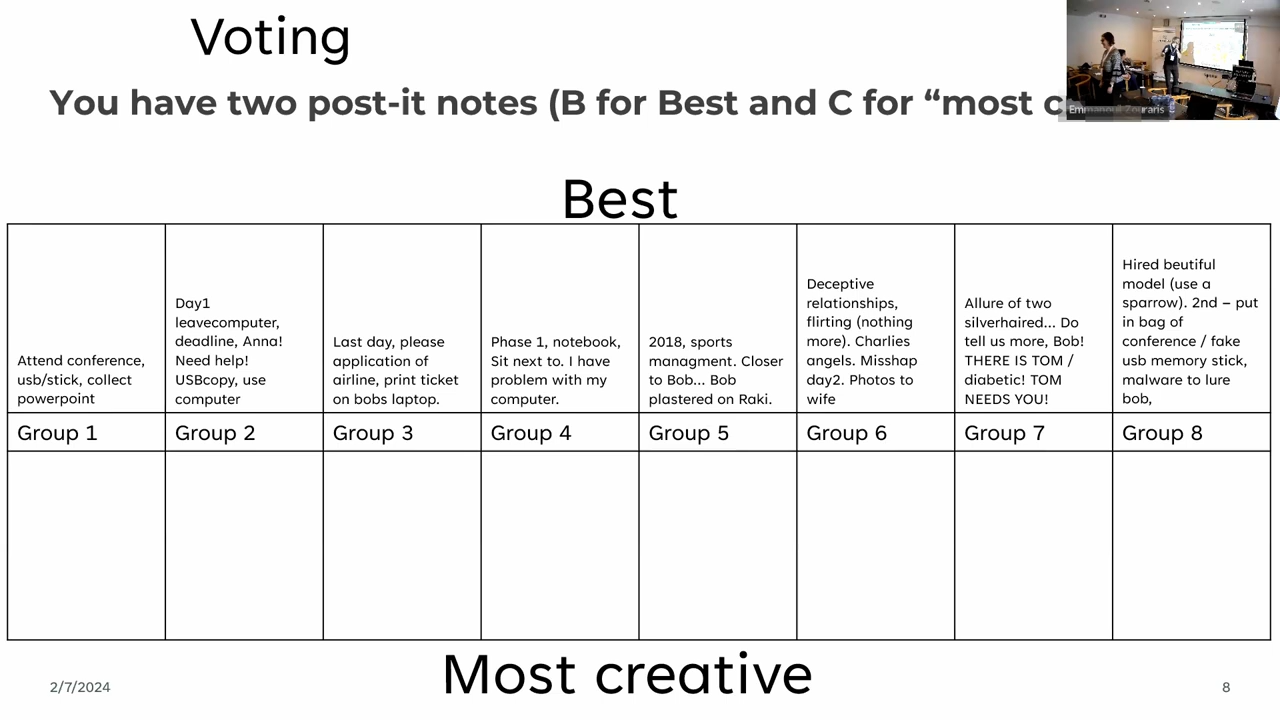 Voting
You have two post-it notes (B for Best and C for “most c
Best
Attend conference,
usb/stick, collect
powerpoint
Day1
leavecomputer,
deadline, Anna!
Need help!
USBcopy, use
computer
Last day, please
application of
airline, print ticket
on bobs laptop.
Phase 1, notebook,
Sit next to. I have
problem with my
computer.
2018, sports
managment. Closer
to Bob... Bob
plastered on Raki.
Deceptive
relationships,
flirting (nothing
more). Charlies
angels. Misshap
day2. Photos to
wife
Allure of two
silverhaired... Do
tell us more, Bob!
THERE IS TOM /
diabetic! TOM
NEEDS YOU!
Hired beutiful
model (use a
sparrow). 2nd – put
in bag of
conference / fake
usb memory stick,
malware to lure
bob,
Group 1
Group 2
Group 3
Group 4
Group 5
Group 6
Group 7
Group 8
Most creative
2/7/2024
8